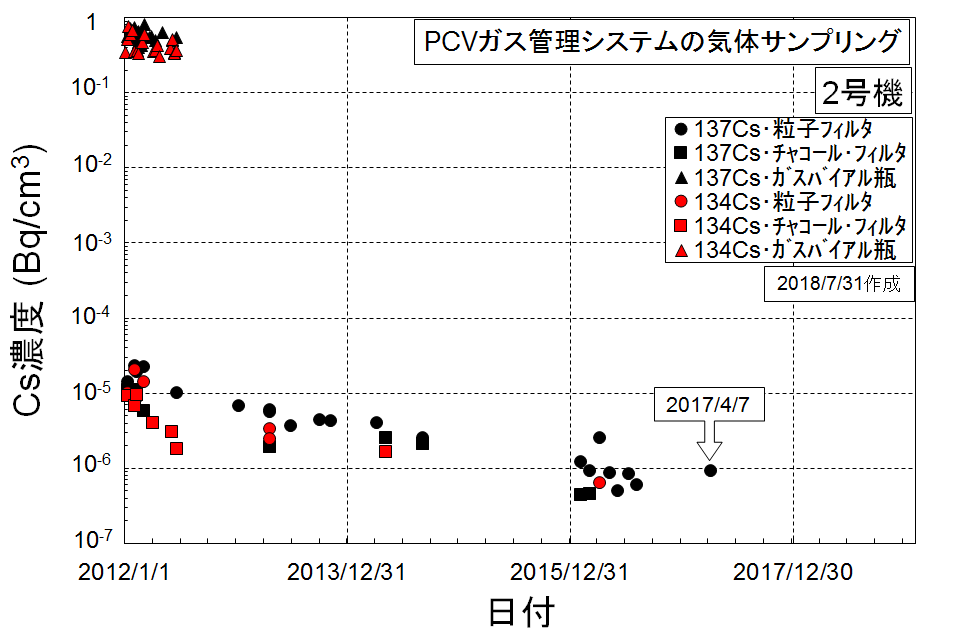 PCVガス管理システムの気体サンプリング
2号機
137Cs・粒子ﾌｨﾙﾀ
137Cs・ﾁｬｺｰﾙ・ﾌｨﾙﾀ
137Cs・ｶﾞｽﾊﾞｲｱﾙ瓶
134Cs・粒子ﾌｨﾙﾀ
134Cs・ﾁｬｺｰﾙ・ﾌｨﾙﾀ
134Cs・ｶﾞｽﾊﾞｲｱﾙ瓶
2018/7/31作成
2017/4/7
Cs濃度 (Bq/cm³)
1
10⁻¹
10⁻²
10⁻³
10⁻⁴
10⁻⁵
10⁻⁶
10⁻⁷
2012/1/1
2013/12/31
2015/12/31
2017/12/30
日付